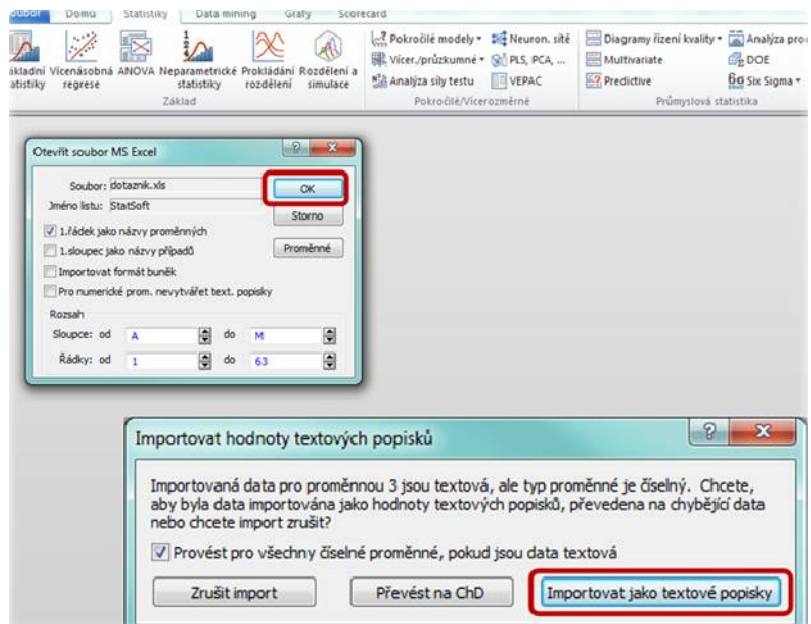 Soubor Domů Statistiky Data mining Grafy Scorecard
Pokročilé modely Neuron. sítě Diagramy řízení kvality Analýza
Vícer./průzkumné PLS, PCA, ... Multivariate DOE
Analýza síly testu VEPAC Predictive 6σ Six Sigma
Vícenásobná ANOVA Neparametrické Prokládání Rozdělení a
regrese statistiky rozdělení simulace
Základ Pokročilé/Vícerozměrné Průmyslová statistika
Otevřít soubor MS Excel
Soubor: dotaznik.xls OK
Jméno listu: StatSoft
Storno
1.řádek jako názvy proměnných
1.sloupec jako názvy případů Proměnné
Importovat formát buněk
Pro numerické prom. nevytvářet text. popisky
Rozsah
Sloupce: od A do M
Řádky: od 1 do 63
Importovat hodnoty textových popisků
Importovaná data pro proměnnou 3 jsou textová, ale typ proměnné je číselný. Chcete,
aby byla data importována jako hodnoty textových popisků, převedena na chybějící data
nebo chcete import zrušit?
Provést pro všechny číselné proměnné, pokud jsou data textová
Zrušit import Převést na ChD Importovat jako textové popisky